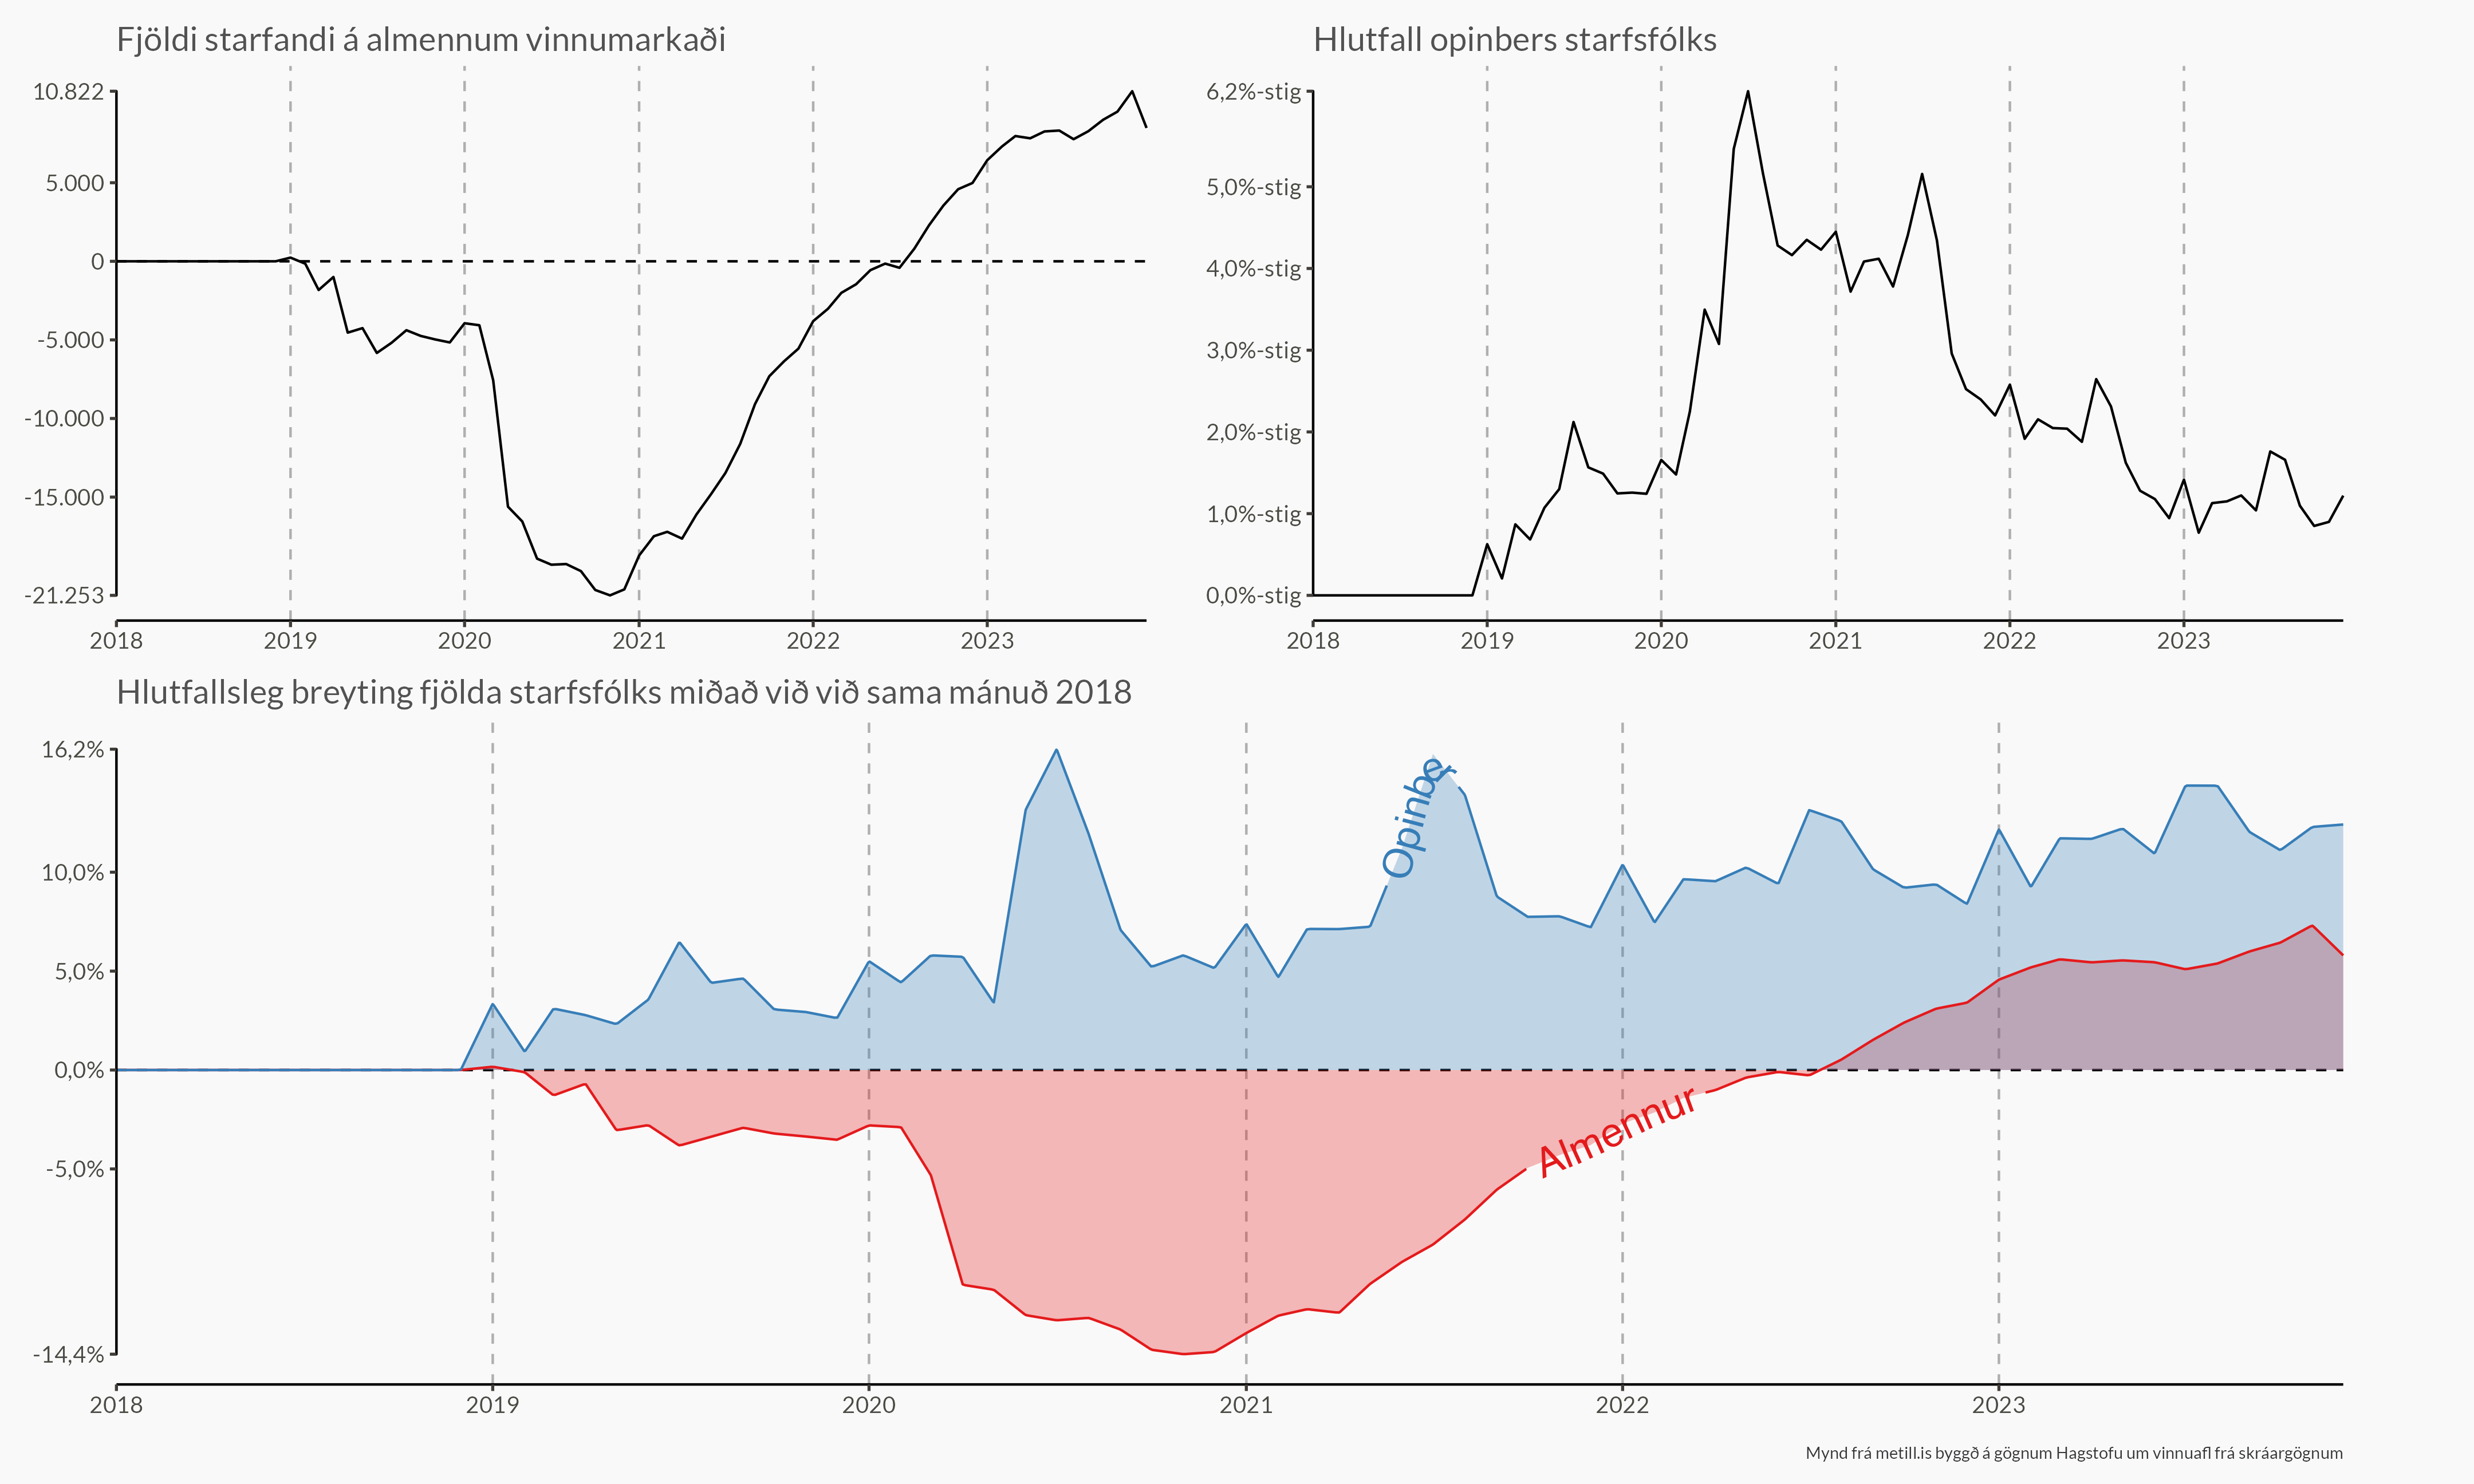 Fjöldi starfandi á almennum vinnumarkaði
10.822
5.000
0
-5.000
-10.000
-15.000
-21.253
2018 2019 2020 2021 2022 2023
Hlutfall opinbers starfsfólks
6,2%-stig
5,0%-stig
4,0%-stig
3,0%-stig
2,0%-stig
1,0%-stig
0,0%-stig
2018 2019 2020 2021 2022 2023
Hlutfallsleg breyting fjölda starfsfólks miðað við við sama mánuð 2018
16,2%
10,0%
5,0%
0,0%
-5,0%
-14,4%
Opinber
Almennur
2018 2019 2020 2021 2022 2023
Mynd frá metill.is byggð á gögnum Hagstofu um vinnuafl frá skráargögnum